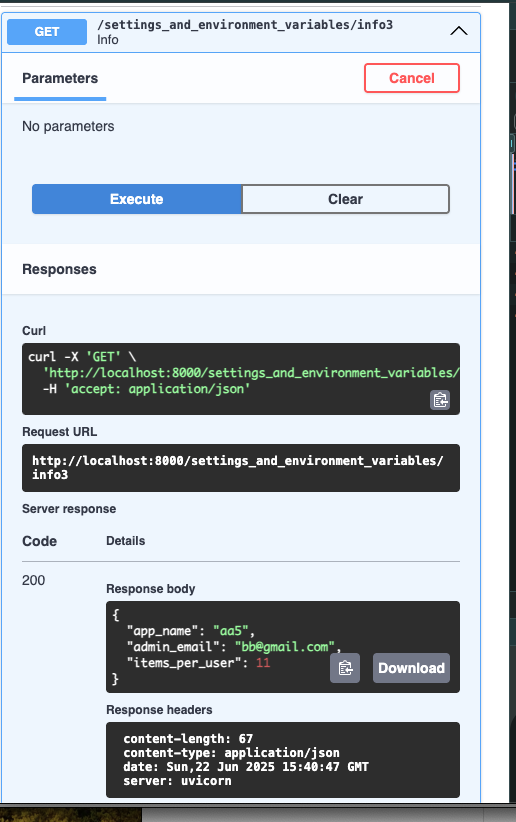 GET
/settings_and_environment_variables/info3
Info
Parameters
Cancel
No parameters
Execute
Clear
Responses
Curl
curl -X 'GET' \
'http://localhost:8000/settings_and_environment_variables/
-H 'accept: application/json'
Request URL
http://localhost:8000/settings_and_environment_variables/
info3
Server response
Code
Details
200
Response body
{
"app_name": "aa5",
"admin_email": "bb@gmail.com",
"items_per_user": 11
}
Download
Response headers
content-length: 67
content-type: application/json
date: Sun,22 Jun 2025 15:40:47 GMT
server: uvicorn